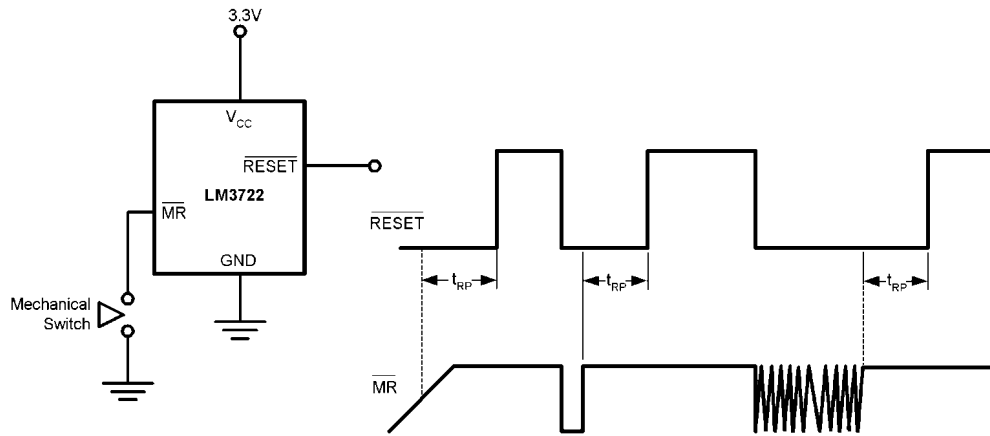 3.3V
VCC
RESET
LM3722
MR
GND
Mechanical
Switch
RESET
tRP
tRP
tRP
MR